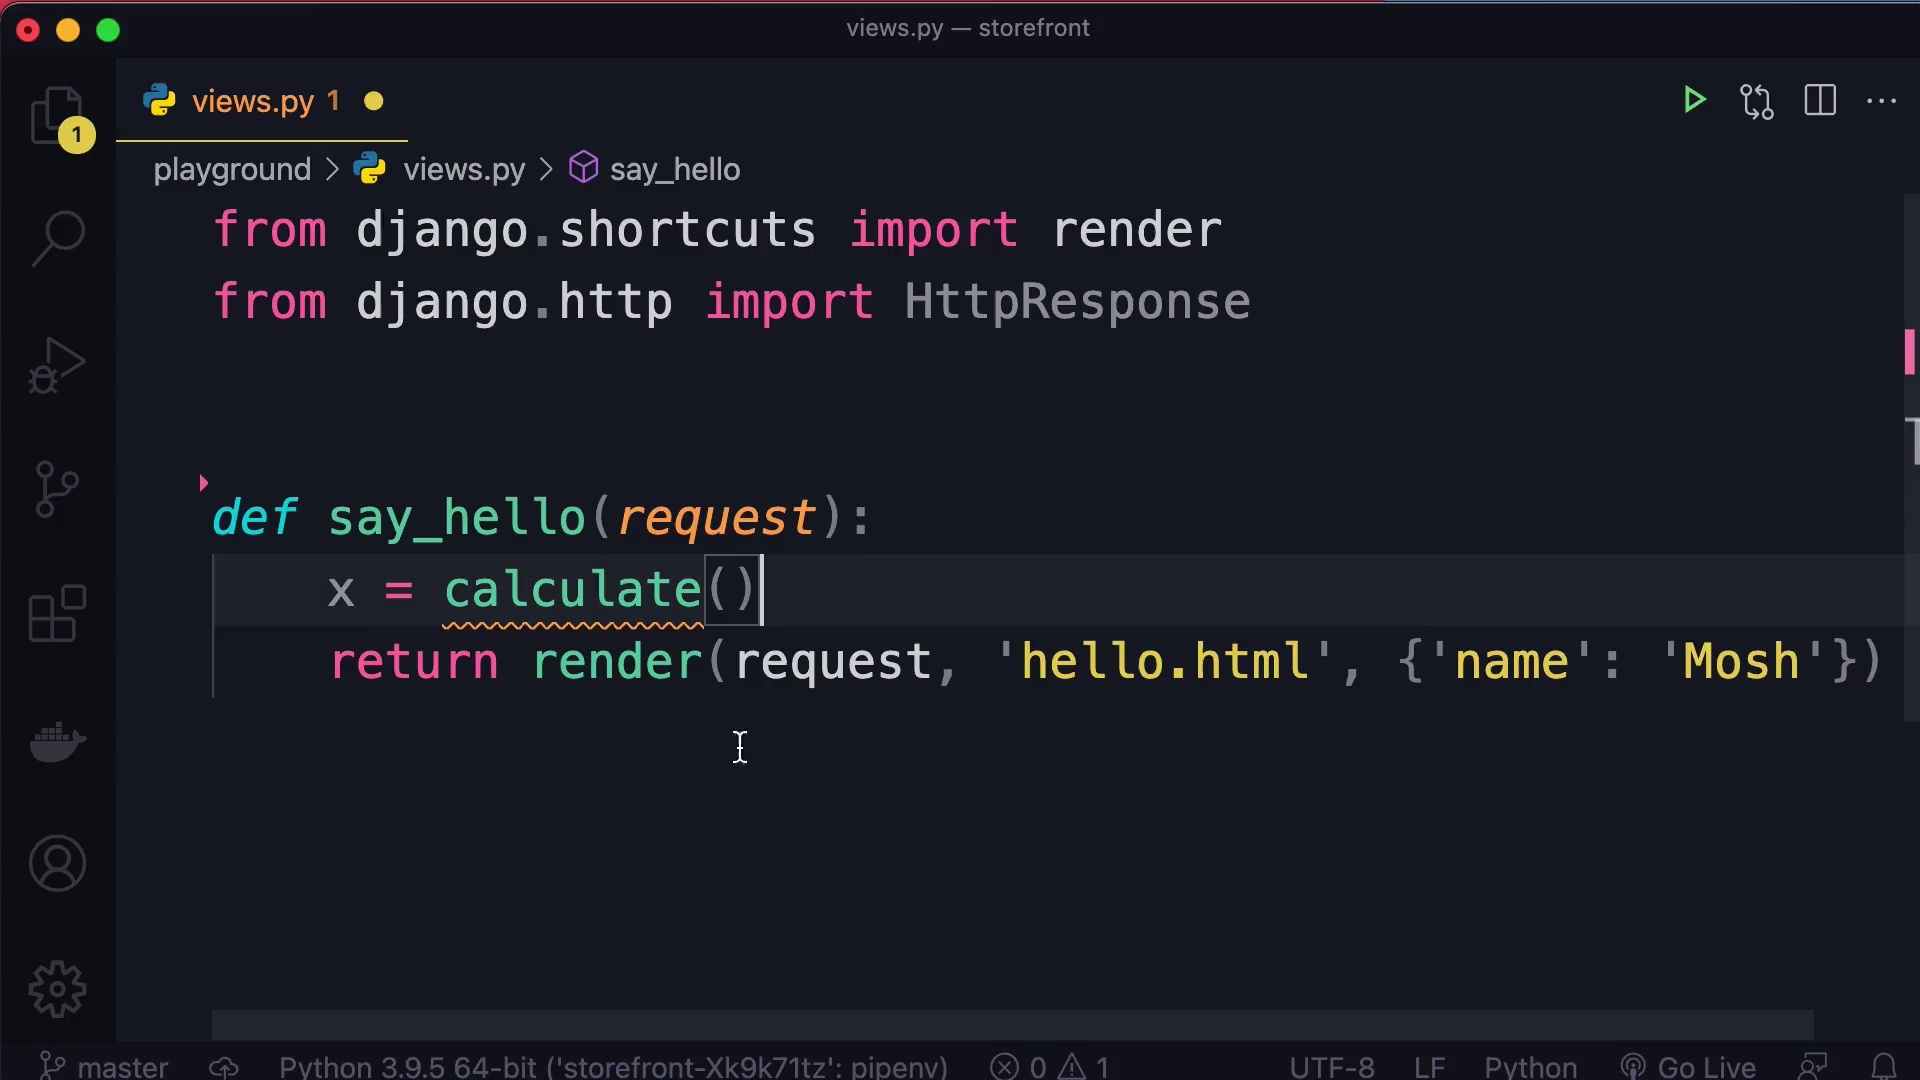 views.py — storefront
views.py 1
1
playground > views.py > say_hello
from django.shortcuts import render
from django.http import HttpResponse
def say_hello(request):
    x = calculate()
    return render(request, 'hello.html', {'name': 'Mosh'})
master Python 3.9.5 64-bit ('storefront-Xk9k71tz': pipenv) 0 1 UTF-8 LF Python Go Live